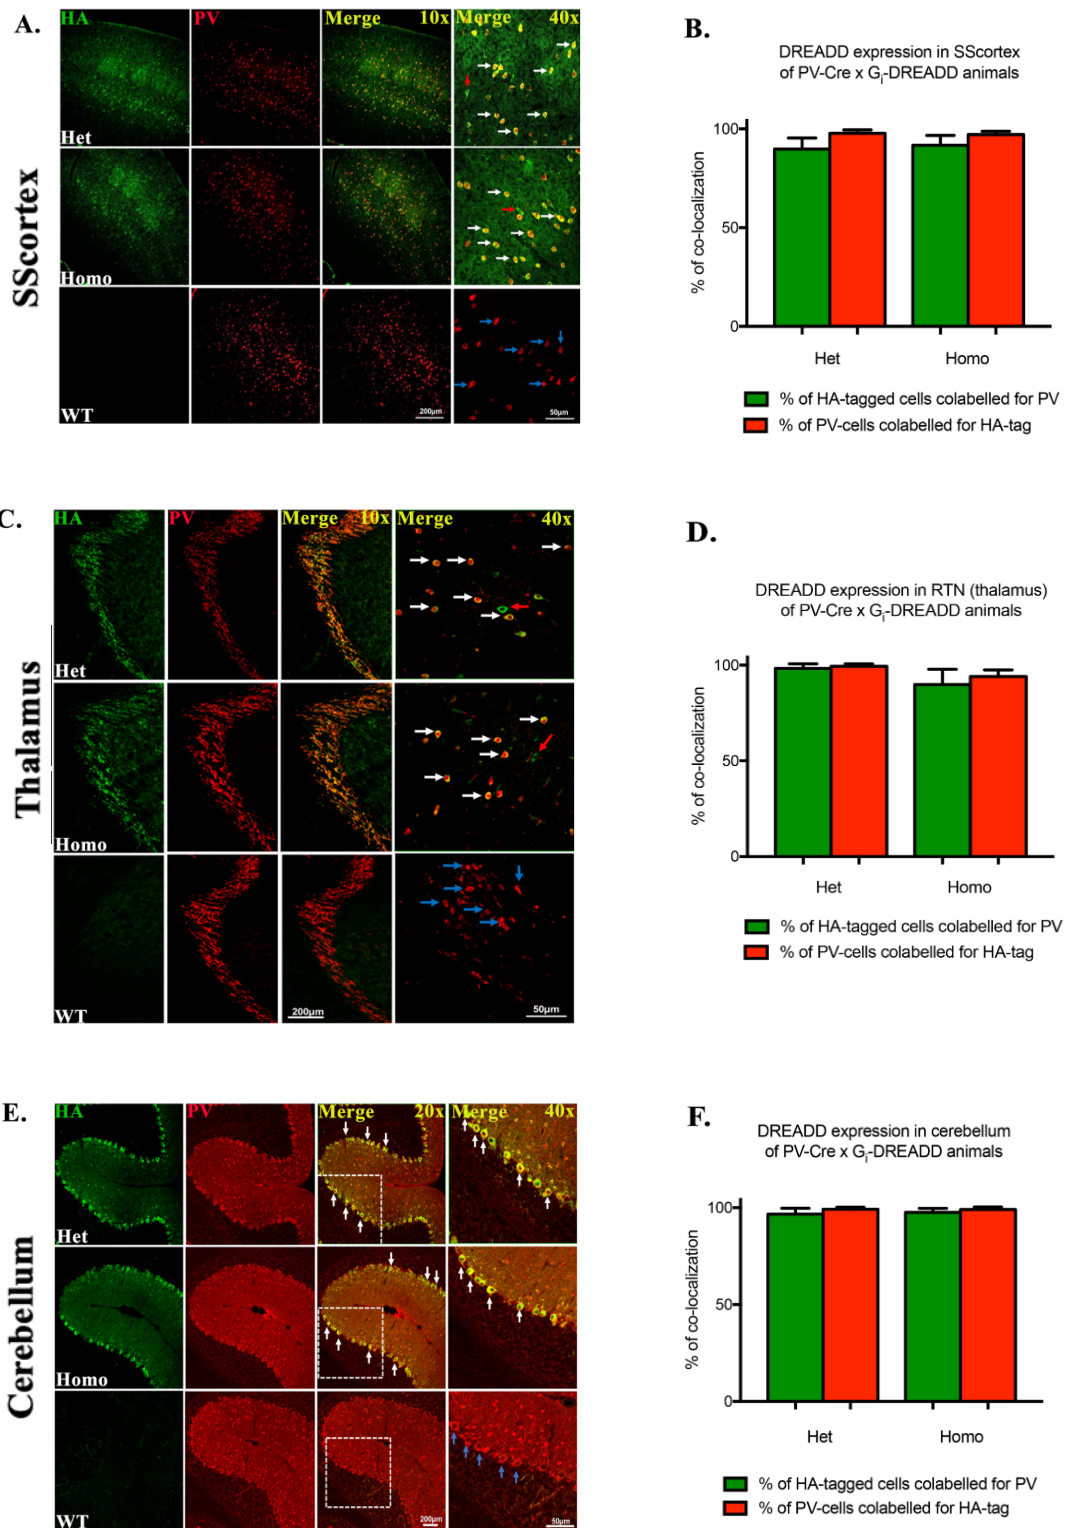 A.
HA
PV
Merge 10x
Merge 40x
Het
Homo
WT
200µm
50µm
SScortex
B.
DREADD expression in SScortex
of PV-Cre x Gi-DREADD animals
% of co-localization
100
50
0
Het Homo
% of HA-tagged cells colabelled for PV
% of PV-cells colabelled for HA-tag
C.
HA
PV
Merge 10x
Merge 40x
Het
Homo
WT
200µm
50µm
Thalamus
D.
DREADD expression in RTN (thalamus)
of PV-Cre x Gi-DREADD animals
% of co-localization
100
50
0
Het Homo
% of HA-tagged cells colabelled for PV
% of PV-cells colabelled for HA-tag
E.
HA
PV
Merge 20x
Merge 40x
Het
Homo
WT
200µm
50µm
Cerebellum
F.
DREADD expression in cerebellum
of PV-Cre x Gi-DREADD animals
% of co-localization
100
50
0
Het Homo
% of HA-tagged cells colabelled for PV
% of PV-cells colabelled for HA-tag